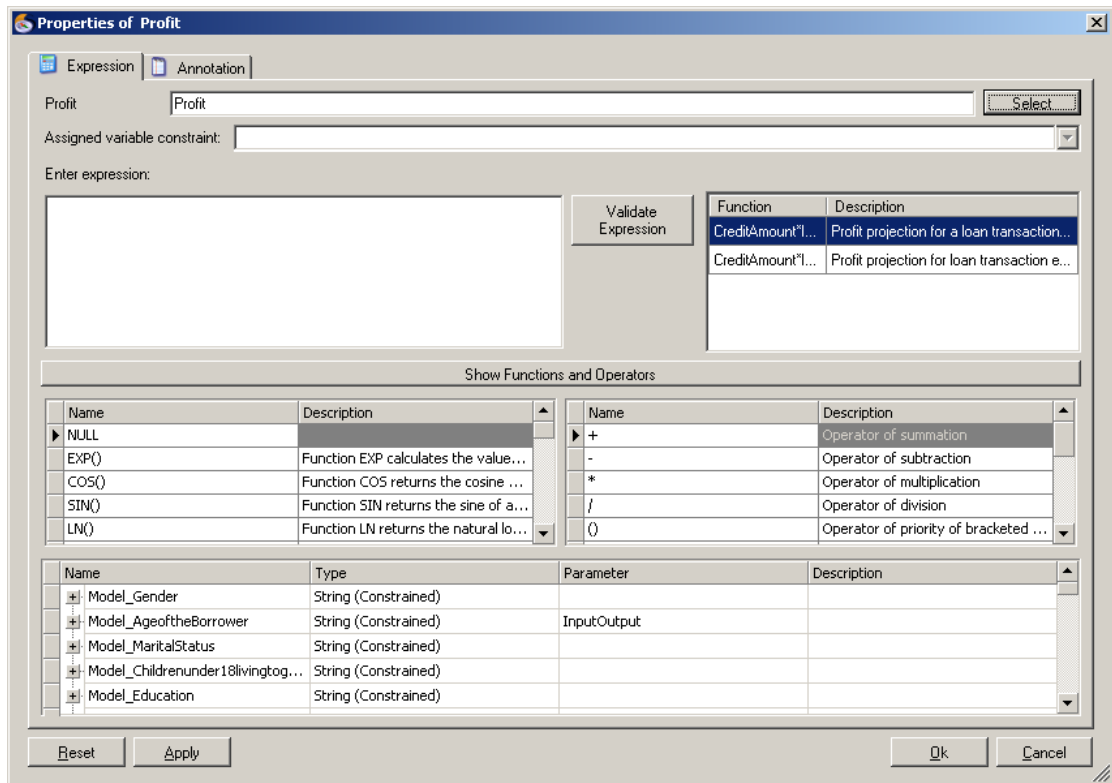 Properties of Profit
Expression Annotation
Profit Profit Select
Assigned variable constraint:
Enter expression:
Validate Expression
Function Description
CreditAmount*I... Profit projection for a loan transaction...
CreditAmount*I... Profit projection for loan transaction e...
Show Functions and Operators
Name Description Name Description
NULL + Operator of summation
EXP() Function EXP calculates the value... - Operator of subtraction
COS() Function COS returns the cosine ... * Operator of multiplication
SIN() Function SIN returns the sine of a... / Operator of division
LN() Function LN returns the natural lo... () Operator of priority of bracketed ...
Name Type Parameter Description
Model_Gender String (Constrained)
Model_AgeoftheBorrower String (Constrained) InputOutput
Model_MaritalStatus String (Constrained)
Model_Childrenunder18livingtog... String (Constrained)
Model_Education String (Constrained)
Reset Apply Ok Cancel